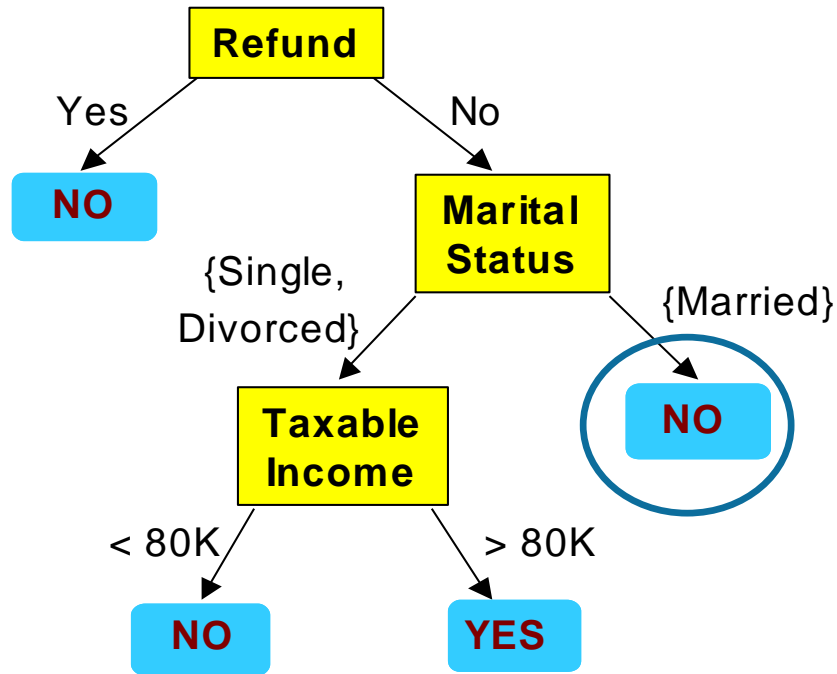 Refund
Yes
No
NO
Marital
Status
{Single,
Divorced}
{Married}
Taxable
Income
NO
< 80K
> 80K
NO
YES